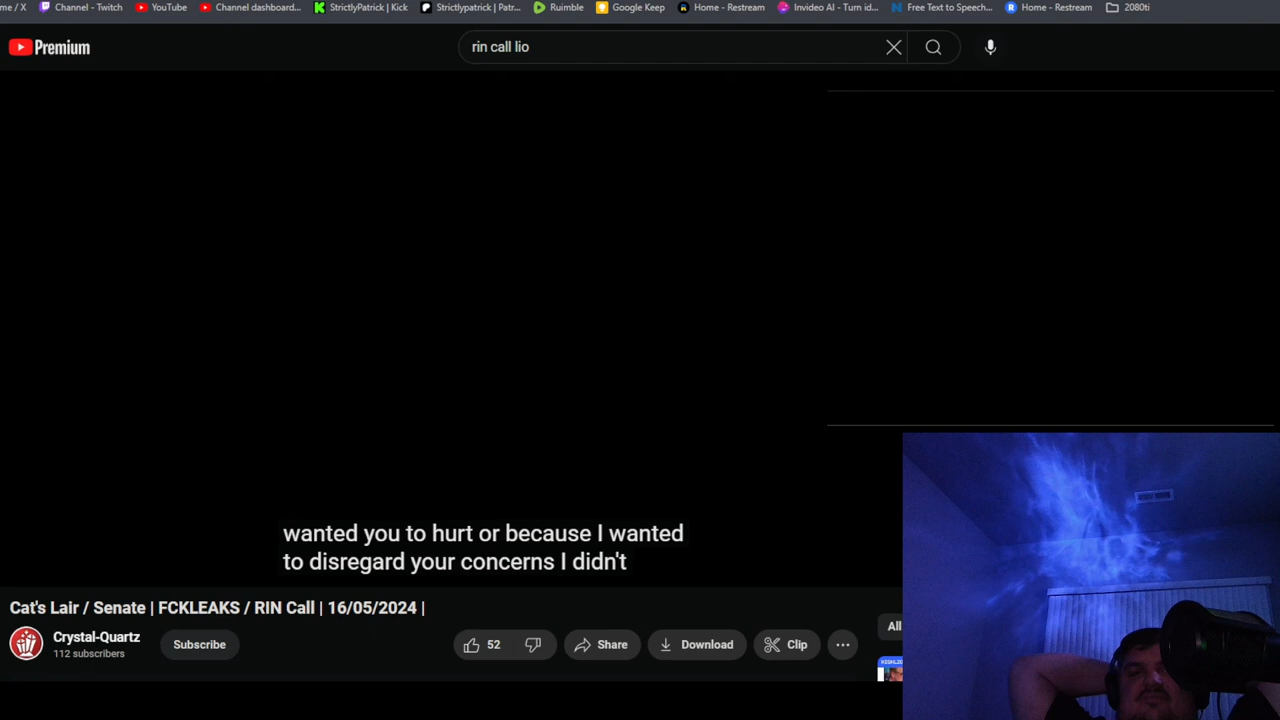 me / X Channel - Twitch YouTube Channel dashboard... StrictlyPatrick | Kick Strictlypatrick | Patr... Rumble Google Keep Home - Restream Invideo AI - Turn id... Free Text to Speech... Home - Restream 2080ti
Premium
rin call lio
wanted you to hurt or because I wanted
to disregard your concerns I didn't
Cat's Lair / Senate | FCKLEAKS / RIN Call | 16/05/2024 |
Crystal-Quartz
112 subscribers
Subscribe
52
Share
Download
Clip
All